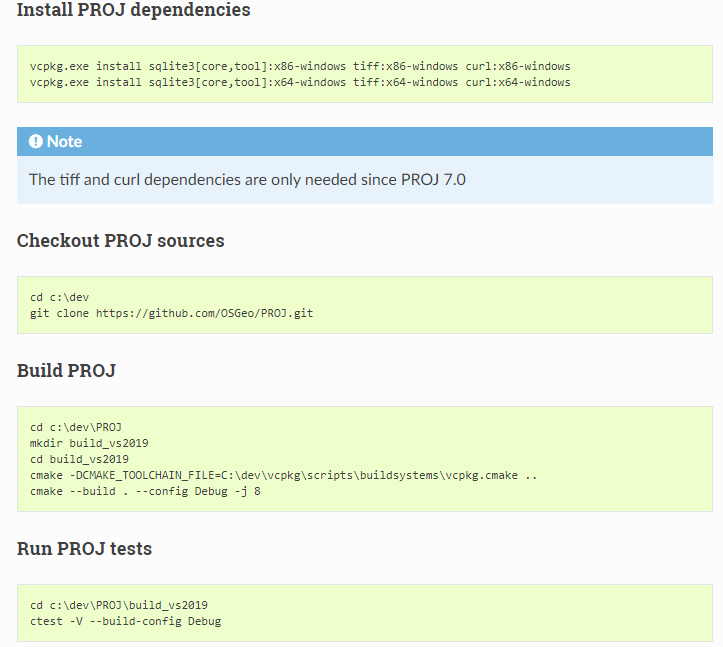 Install PROJ dependencies
vcpkg.exe install sqlite3[core,tool]:x86-windows tiff:x86-windows curl:x86-windows
vcpkg.exe install sqlite3[core,tool]:x64-windows tiff:x64-windows curl:x64-windows
Note
The tiff and curl dependencies are only needed since PROJ 7.0
Checkout PROJ sources
cd c:\dev
git clone https://github.com/OSGeo/PROJ.git
Build PROJ
cd c:\dev\PROJ
mkdir build_vs2019
cd build_vs2019
cmake -DCMAKE_TOOLCHAIN_FILE=C:\dev\vcpkg\scripts\buildsystems\vcpkg.cmake ..
cmake --build . --config Debug -j 8
Run PROJ tests
cd c:\dev\PROJ\build_vs2019
ctest -V --build-config Debug